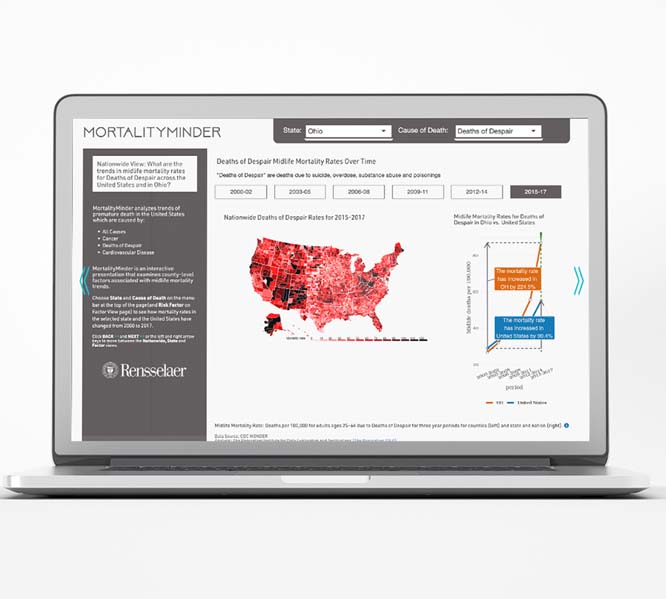 MORTALITYMINDER
State:
Ohio
Cause of Death:
Deaths of Despair
Nationwide View: What are the
trends in midlife mortality rates
for Deaths of Despair across the
United States and in Ohio?
MortalityMinder analyzes trends of
premature death in the United States
which are caused by:
• All Causes
• Cancer
• Deaths of Despair
• Cardiovascular Disease
MortalityMinder is an interactive
presentation that examines county-level
factors associated with midlife mortality
trends.
Choose State and Cause of Death on the menu
bar at the top of the page and Risk Factor on
Factor View page) to see how mortality rates in
the selected state and the United States have
changed from 2000 to 2017.
Click BACK and NEXT or the left and right arrow
keys to move between the Nationwide, State and
Factor views.
Rensselaer
Deaths of Despair Midlife Mortality Rates Over Time
"Deaths of Despair" are deaths due to suicide, overdose, substance abuse and poisonings
2000-02
2003-05
2006-08
2009-11
2012-14
2015-17
Nationwide Deaths of Despair Rates for 2015-2017
Midlife Mortality Rates for Deaths of
Despair in Ohio vs. United States
Midlife deaths per 100,000
The mortality rate
has increased in
OH by 224.5%
The mortality rate
has increased in
United States by
period
OH
United States
Midlife Mortality Rate: Deaths per 100,000 for adults ages 25-64 due to Deaths of Despair for three year periods for counties (left) and state and nation (right).
Data Source: CDC WONDER